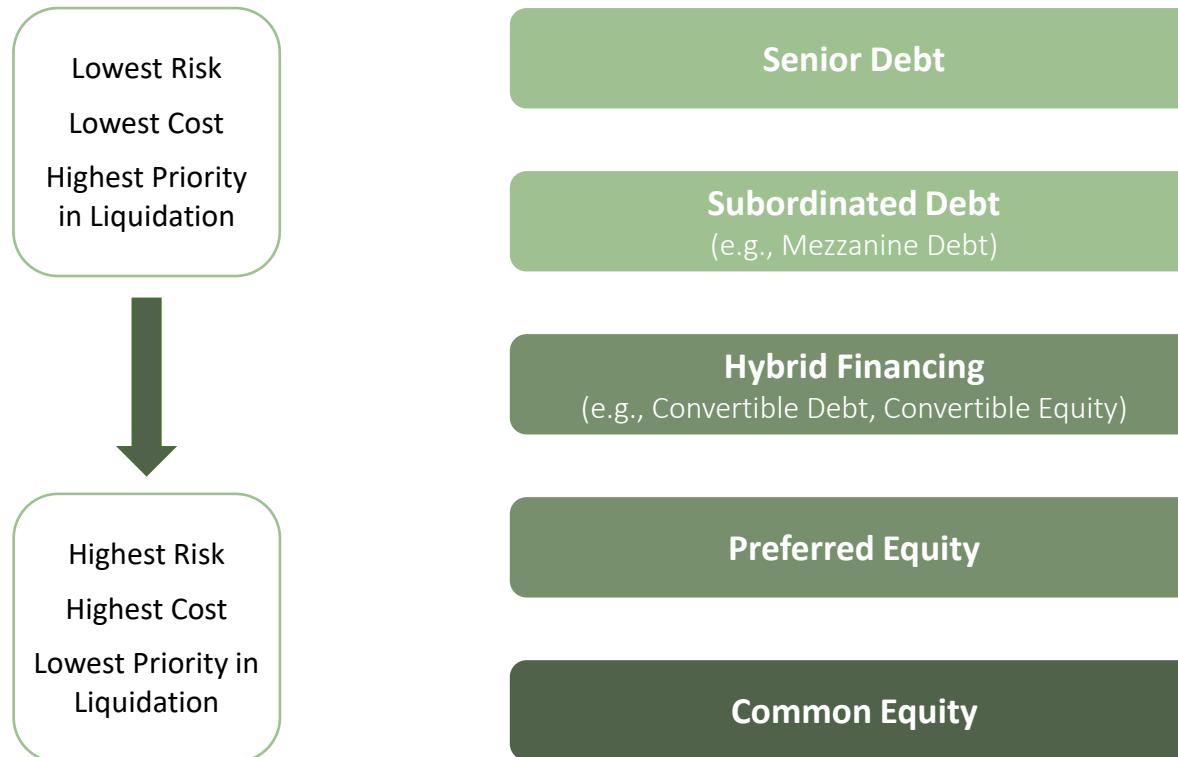 Lowest Risk
Lowest Cost
Highest Priority
in Liquidation
Highest Risk
Highest Cost
Lowest Priority in
Liquidation
Senior Debt
Subordinated Debt
(e.g., Mezzanine Debt)
Hybrid Financing
(e.g., Convertible Debt, Convertible Equity)
Preferred Equity
Common Equity